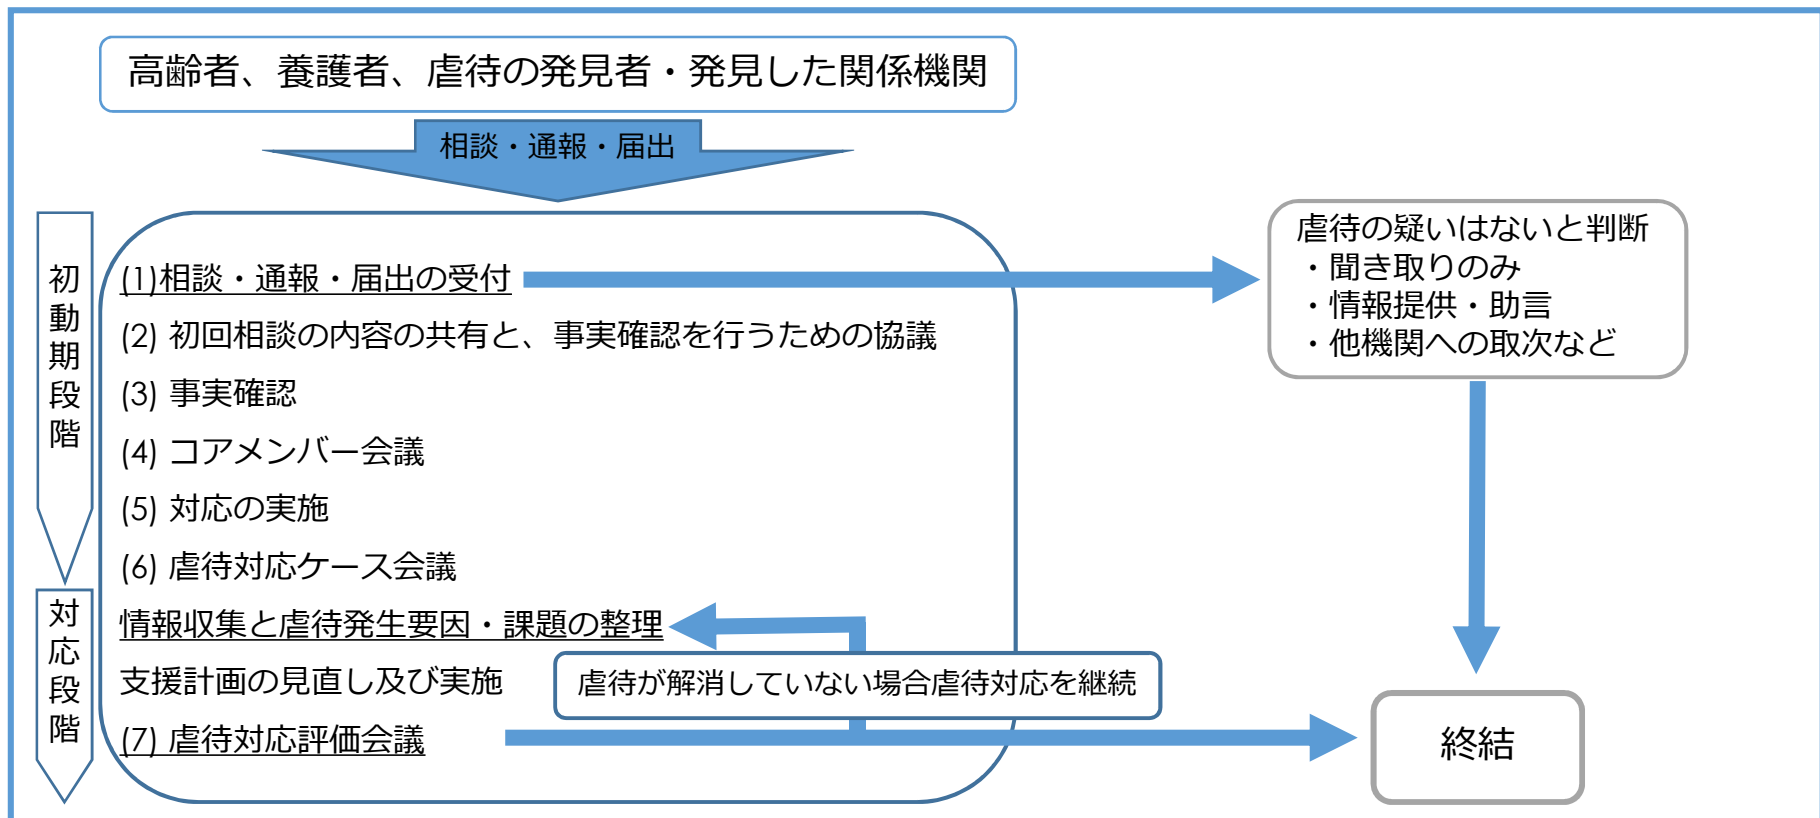 高齢者、養護者、虐待の発見者・発見した関係機関
相談・通報・届出
初動期段階
(1)相談・通報・届出の受付
(2) 初回相談の内容の共有と、事実確認を行うための協議
(3) 事実確認
(4) コアメンバー会議
(5) 対応の実施
(6) 虐待対応ケース会議
対応段階
情報収集と虐待発生要因・課題の整理
支援計画の見直し及び実施
虐待が解消していない場合虐待対応を継続
(7) 虐待対応評価会議
虐待の疑いはないと判断
・聞き取りのみ
・情報提供・助言
・他機関への取次など
終結